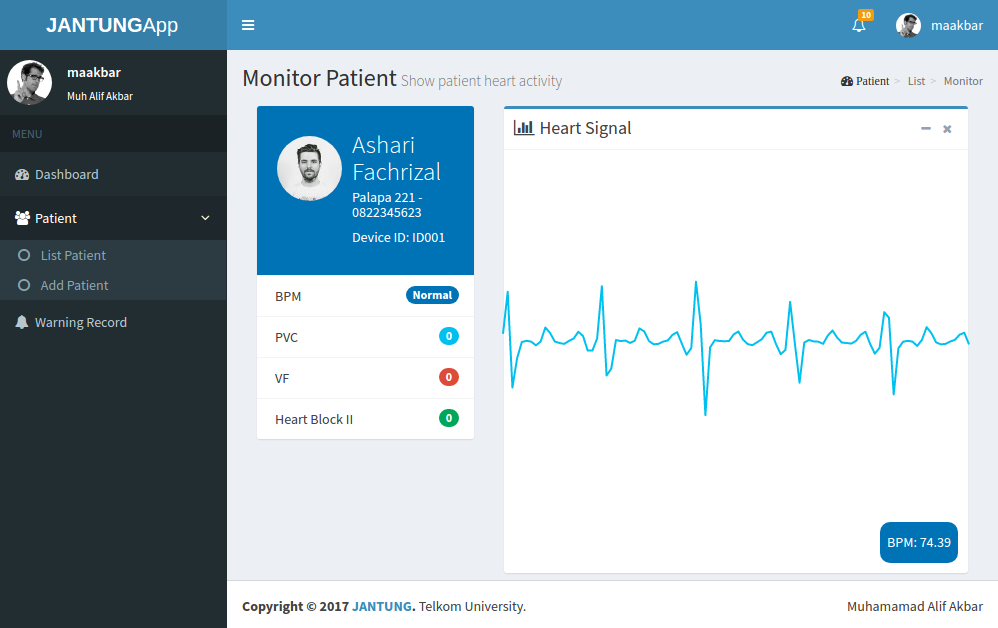 JANTUNGApp
10
maakbar
maakbar
Muh Alif Akbar
MENU
Dashboard
Patient
List Patient
Add Patient
Warning Record
Monitor Patient Show patient heart activity
Patient > List > Monitor
Ashari
Fachrizal
Palapa 221 -
0822345623
Device ID: ID001
BPM Normal
PVC 0
VF 0
Heart Block II 0
Heart Signal
BPM: 74.39
Copyright © 2017 JANTUNG. Telkom University.
Muhamamad Alif Akbar